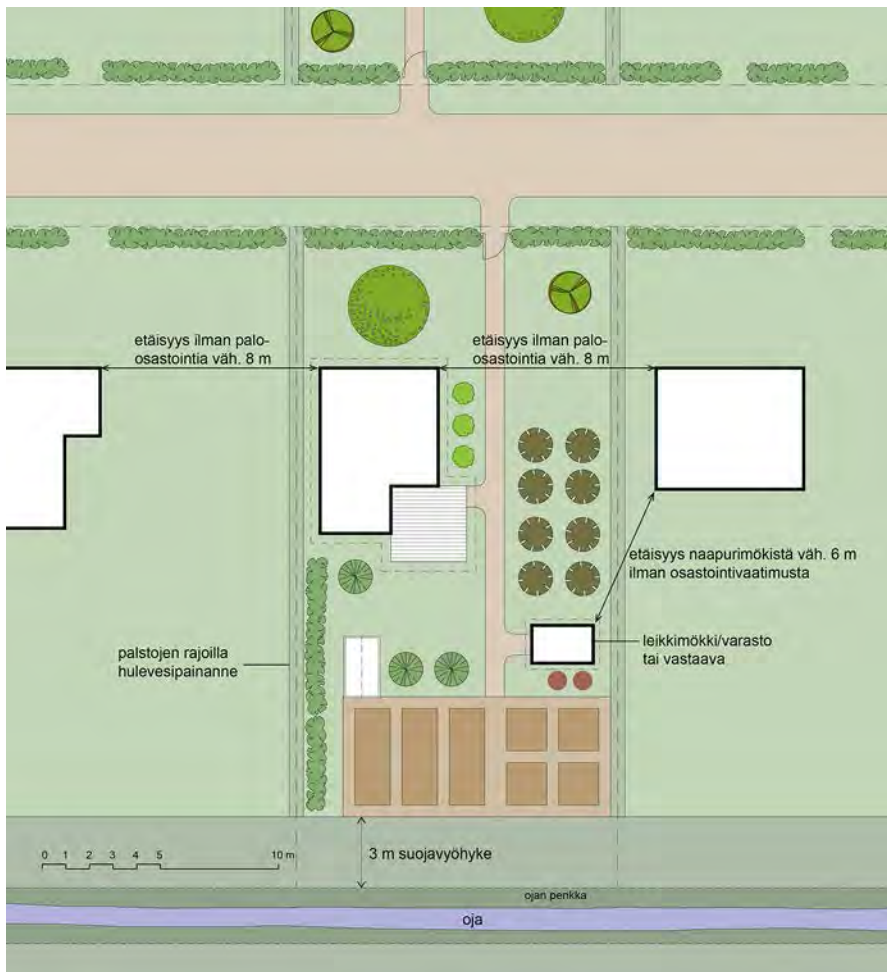 etäisyys ilman palo-
osastointia väh. 8 m
etäisyys ilman palo-
osastointia väh. 8 m
etäisyys naapurimökistä väh. 6 m
ilman osastointivaatimusta
palstojen rajoilla
hulevesipainanne
leikkimökki/varasto
tai vastaava
0 1 2 3 4 5 10 m
3 m suojavyöhyke
ojan penkka
oja